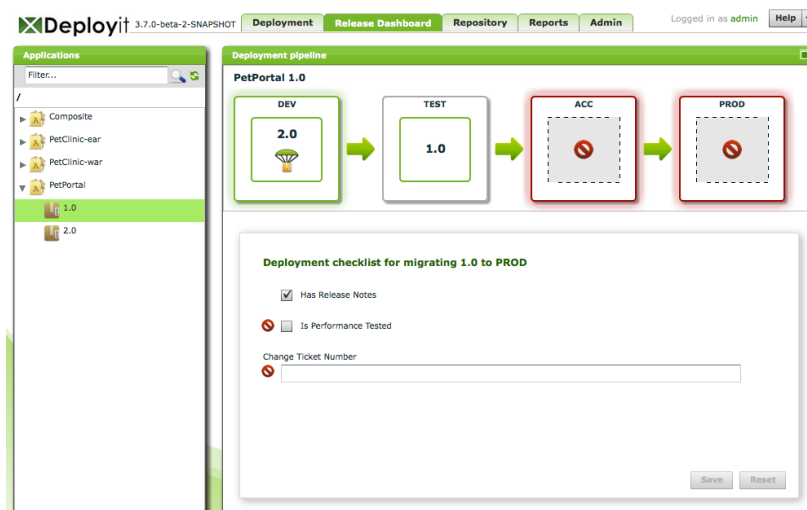 Deployit 3.7.0-beta-2-SNAPSHOT Deployment Release Dashboard Repository Reports Admin Logged in as admin Help
Applications
Filter...
/
Composite
PetClinic-ear
PetClinic-war
PetPortal
1.0
2.0
Deployment pipeline
PetPortal 1.0
DEV TEST ACC PROD
2.0
1.0
Deployment checklist for migrating 1.0 to PROD
Has Release Notes
Is Performance Tested
Change Ticket Number
Save Reset